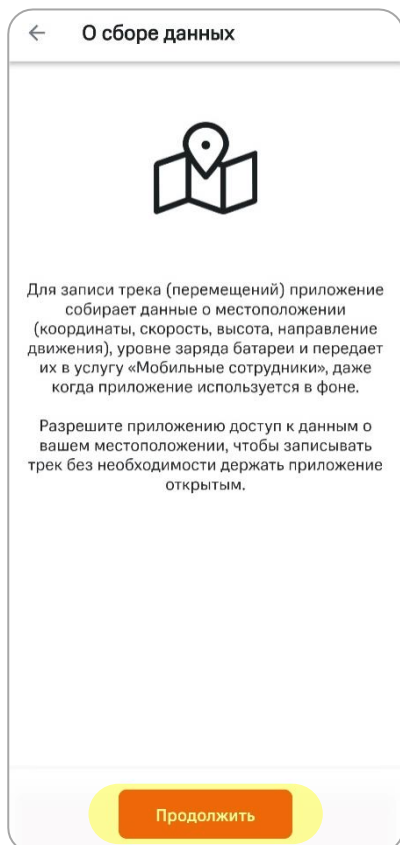 О сборе данных
Для записи трека (перемещений) приложение
собирает данные о местоположении
(координаты, скорость, высота, направление
движения), уровне заряда батареи и передает
их в услугу «Мобильные сотрудники», даже
когда приложение используется в фоне.
Разрешите приложению доступ к данным о
вашем местоположении, чтобы записывать
трек без необходимости держать приложение
открытым.
Продолжить